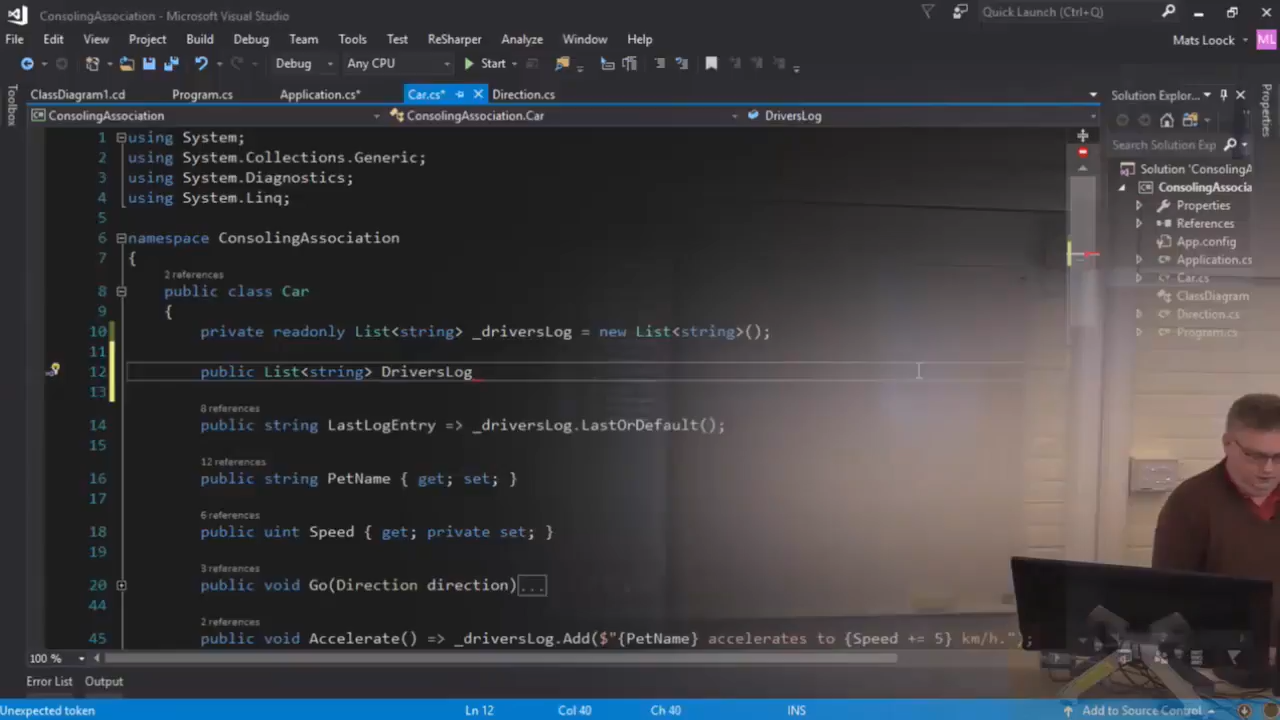 ConsolingAssociation - Microsoft Visual Studio
Quick Launch (Ctrl+Q)
File Edit View Project Build Debug Team Tools Test ReSharper Analyze Window Help
Mats Loock ML
Debug Any CPU Start
Toolbox
ClassDiagram1.cd Program.cs Application.cs* Car.cs* Direction.cs
Solution Explor...
Properties
ConsolingAssociation ConsolingAssociation.Car DriversLog
Search Solution Exp
Solution 'ConsolingA
ConsolingAssocia
Properties
References
App.config
Application.cs
Car.cs
ClassDiagram
Direction.cs
Program.cs
1 using System;
2 using System.Collections.Generic;
3 using System.Diagnostics;
4 using System.Linq;
5
6 namespace ConsolingAssociation
7 {
2 references
8 public class Car
9 {
10 private readonly List<string> _driversLog = new List<string>();
11
12 public List<string> DriversLog
13
8 references
14 public string LastLogEntry => _driversLog.LastOrDefault();
15
12 references
16 public string PetName { get; set; }
17
6 references
18 public uint Speed { get; private set; }
19
3 references
20 public void Go(Direction direction)...
44
2 references
45 public void Accelerate() => _driversLog.Add($"{PetName} accelerates to {Speed += 5} km/h.");
100 %
Error List Output
Unexpected token Ln 12 Col 40 Ch 40 INS Add to Source Control